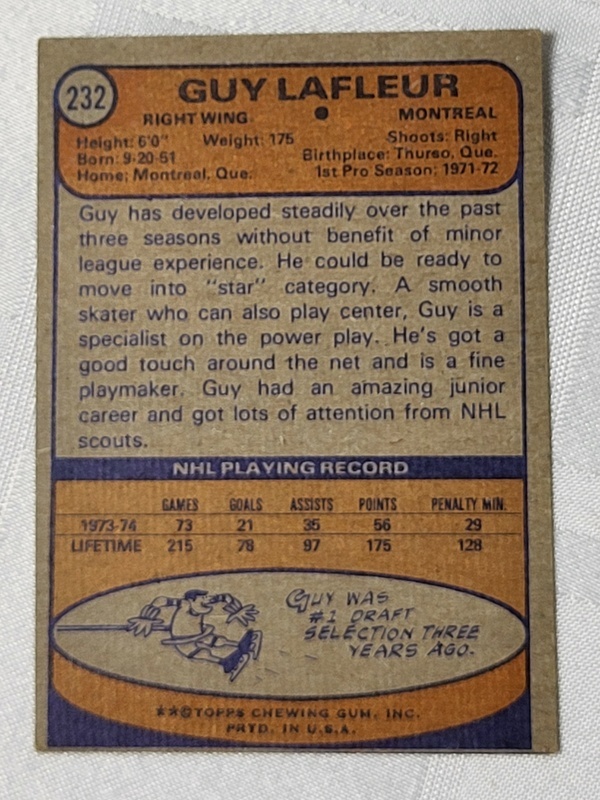 232
GUY LAFLEUR
RIGHT WING MONTREAL
Height: 6'0" Weight: 175 Shoots: Right
Born: 9-20-51 Birthplace: Thurso, Que.
Home: Montreal, Que. 1st Pro Season: 1971-72
Guy has developed steadily over the past
three seasons without benefit of minor
league experience. He could be ready to
move into "star" category. A smooth
skater who can also play center, Guy is a
specialist on the power play. He's got a
good touch around the net and is a fine
playmaker. Guy had an amazing junior
career and got lots of attention from NHL
scouts.
NHL PLAYING RECORD
GAMES GOALS ASSISTS POINTS PENALTY MIN.
1973-74 73 21 35 56 29
LIFETIME 215 78 97 175 128
GUY WAS
#1 DRAFT
SELECTION THREE
YEARS AGO.
**©TOPPS CHEWING GUM, INC.
PRTD. IN U.S.A.